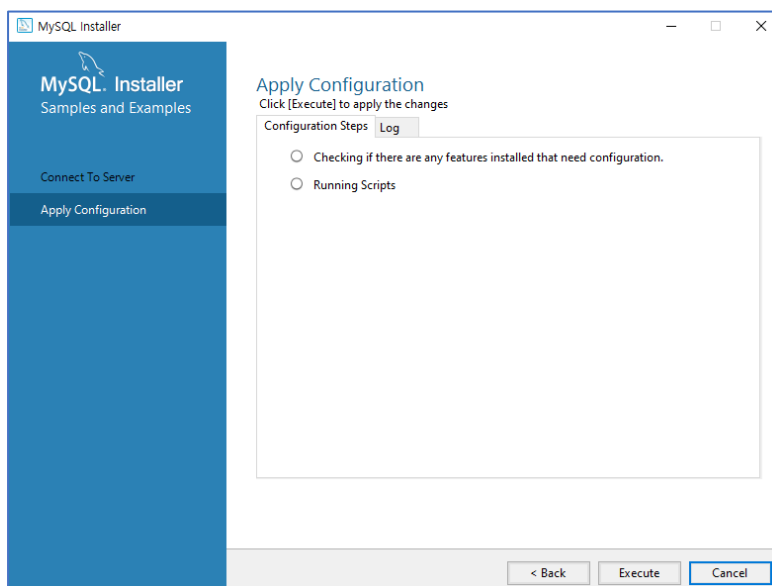 MySQL Installer
MySQL. Installer
Samples and Examples
Connect To Server
Apply Configuration
Apply Configuration
Click [Execute] to apply the changes
Configuration Steps Log
Checking if there are any features installed that need configuration.
Running Scripts
< Back Execute Cancel